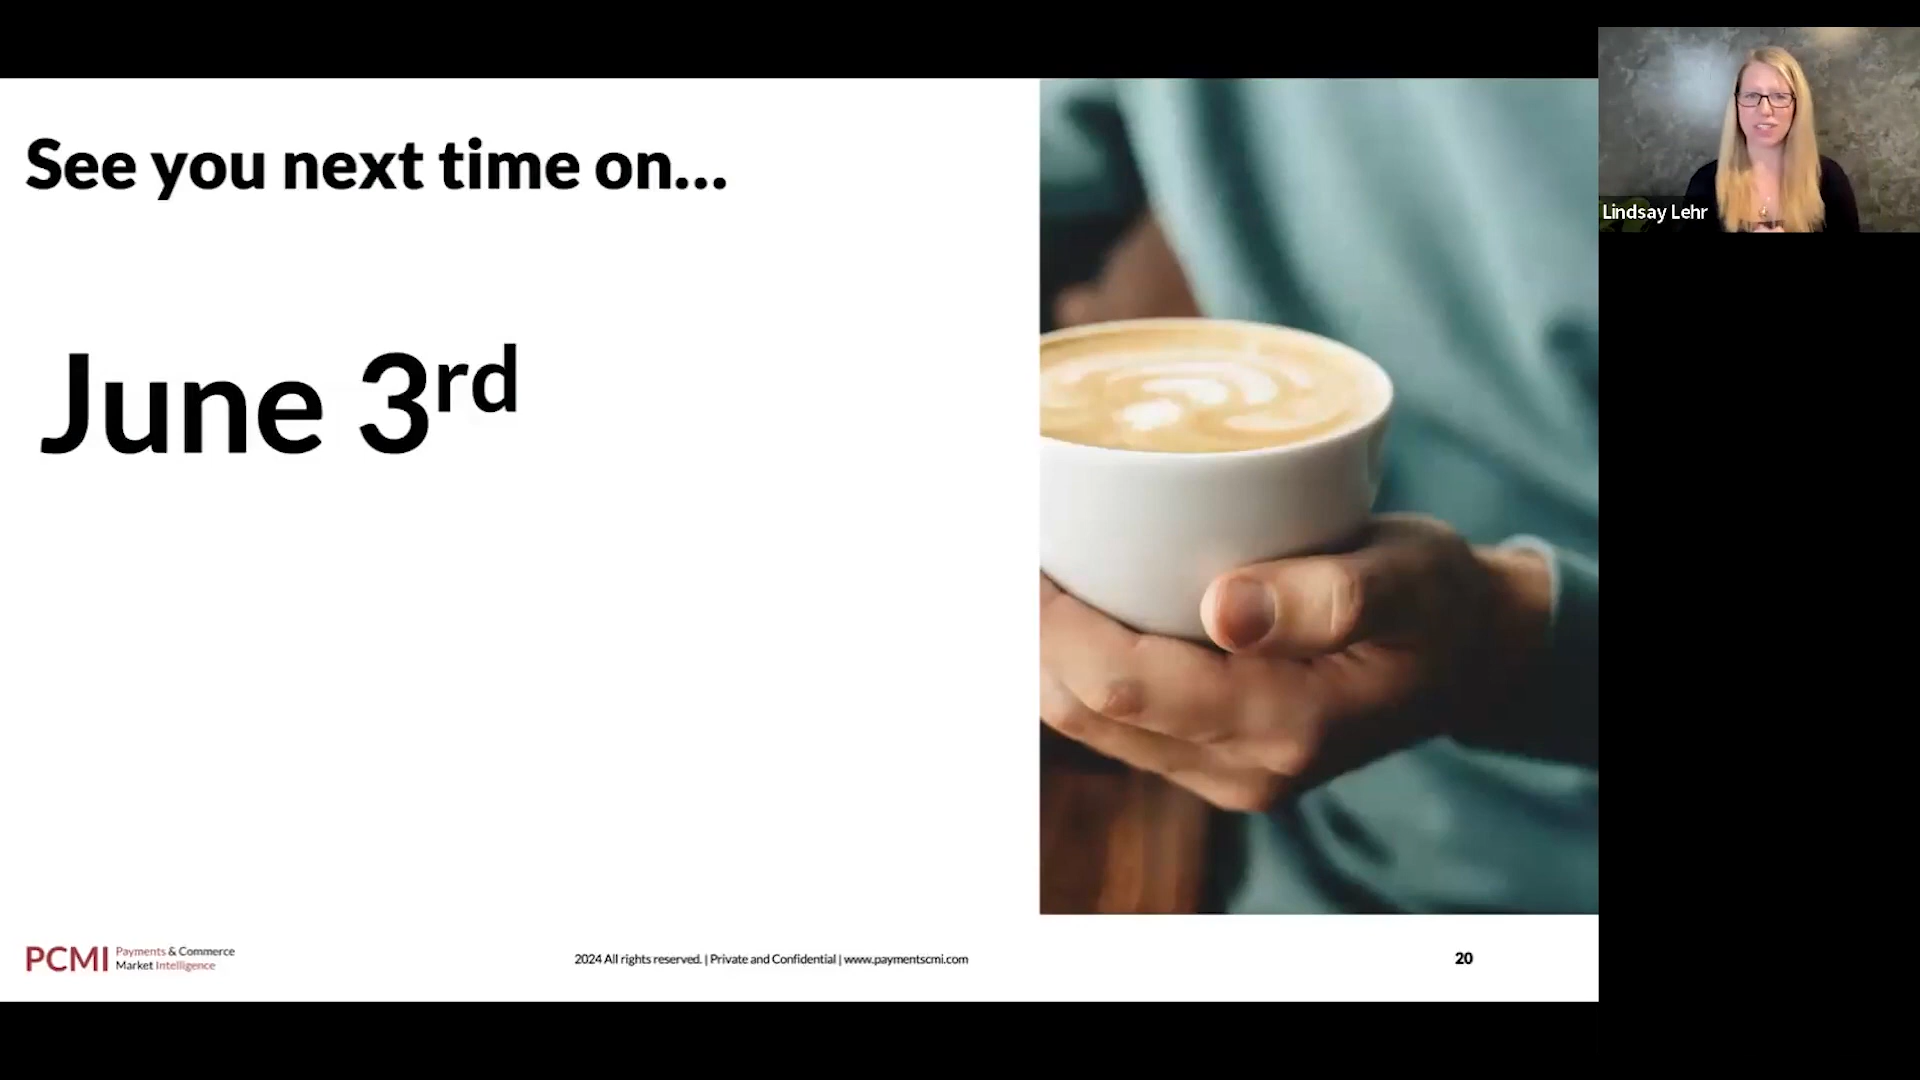 See you next time on...
Lindsay Lehr
June 3rd
PCMI Payments & Commerce
Market Intelligence
2024 All rights reserved. | Private and Confidential | www.paymentscmi.com
20